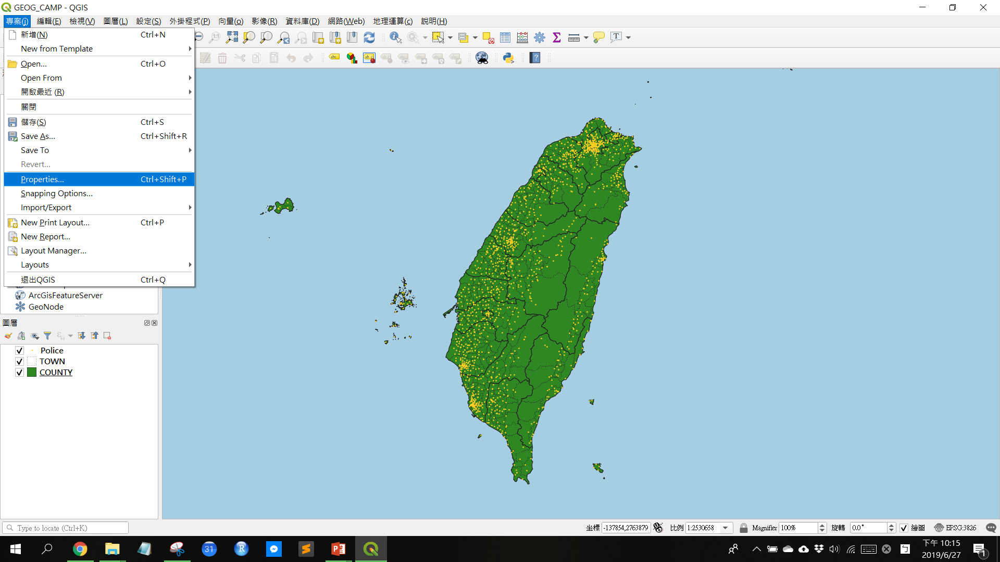 GEOG_CAMP - QGIS
專案(j) 編輯(E) 檢視(V) 圖層(L) 設定(S) 外掛程式(P) 向量(o) 影像(R) 資料庫(D) 網路(Web) 地理運算(c) 說明(H)
新增(N) Ctrl+N
New from Template
Open... Ctrl+O
Open From
開啟最近 (R)
關閉
儲存(S) Ctrl+S
Save As... Ctrl+Shift+R
Save To
Revert...
Properties... Ctrl+Shift+P
Snapping Options...
Import/Export
New Print Layout... Ctrl+P
New Report...
Layout Manager...
Layouts
退出QGIS Ctrl+Q
ArcGisFeatureServer
GeoNode
圖層
Police
TOWN
COUNTY
Type to locate (Ctrl+K)
坐標 -137854,2763879 比例 1:2530658 Magnifier 100% 旋轉 0.0 ° 繪圖 EPSG:3826
下午 10:15
2019/6/27
1